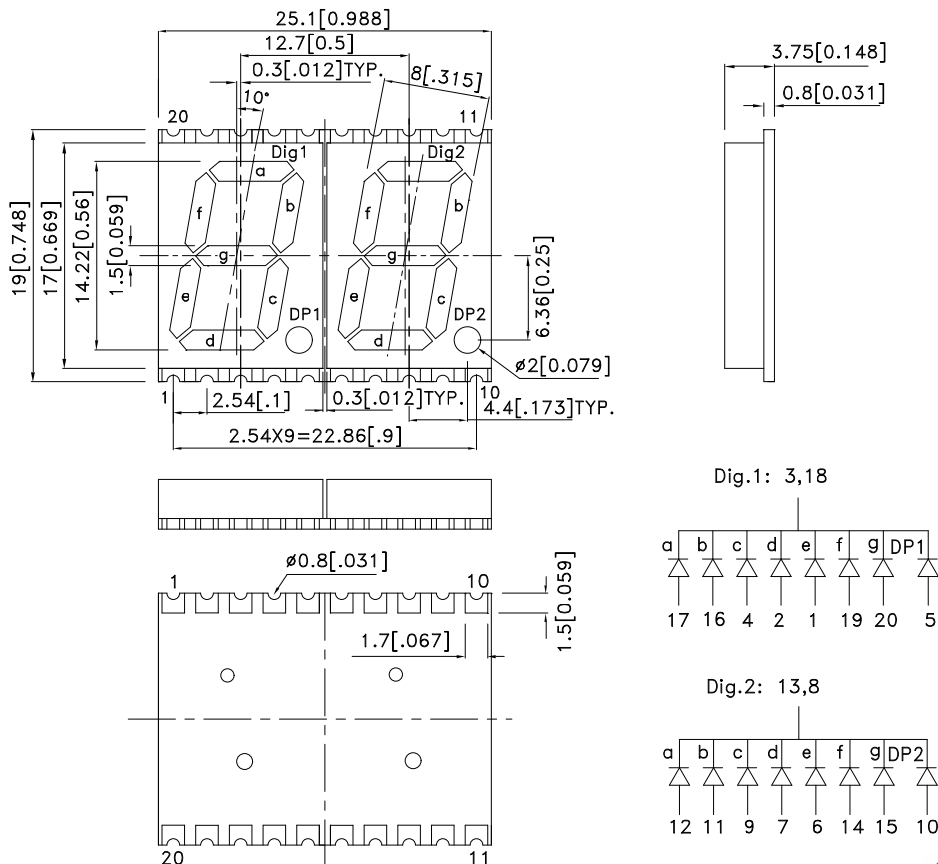 25.1[0.988]
12.7[0.5]
0.3[.012]TYP.
8[.315]
10°
20
11
Dig1
Dig2
a
b
f
g
e
c
d
DP1
a
b
f
g
e
c
d
DP2
19[0.748]
17[0.669]
14.22[0.56]
1.5[0.059]
6.36[0.25]
ø2[0.079]
1
10
2.54[.1]
0.3[.012]TYP.
4.4[.173]TYP.
2.54X9=22.86[.9]
3.75[0.148]
0.8[0.031]
ø0.8[.031]
1
10
1.5[0.059]
1.7[.067]
20
11
Dig.1: 3,18
a b c d e f g DP1
17 16 4 2 1 19 20 5
Dig.2: 13,8
a b c d e f g DP2
12 11 9 7 6 14 15 10